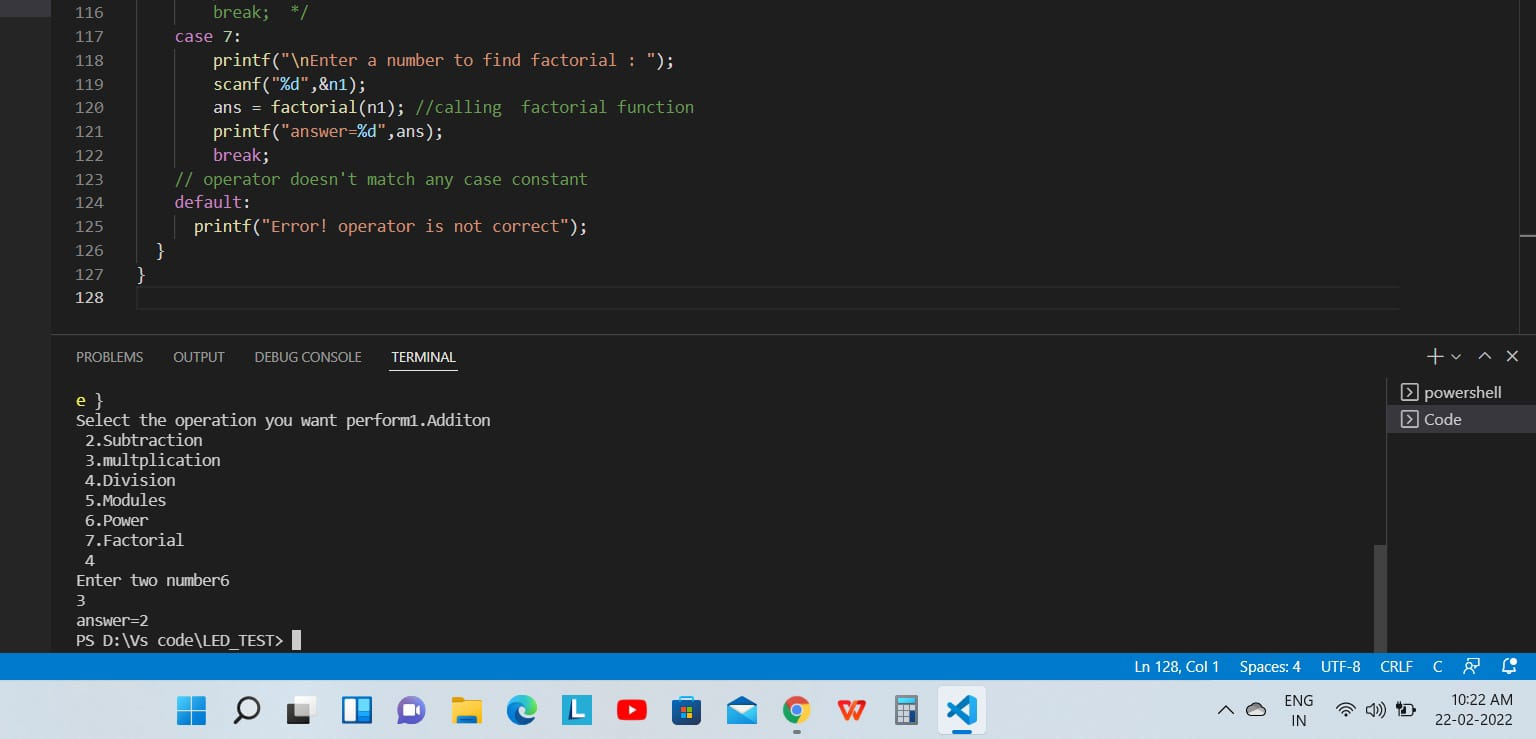 116 break; */
117 case 7:
118 printf("\nEnter a number to find factorial : ");
119 scanf("%d",&n1);
120 ans = factorial(n1); //calling  factorial function
121 printf("answer=%d",ans);
122 break;
123 // operator doesn't match any case constant
124 default:
125 printf("Error! operator is not correct");
126 }
127 }
128
PROBLEMS OUTPUT DEBUG CONSOLE TERMINAL
e }
Select the operation you want perform1.Additon
2.Subtraction
3.multplication
4.Division
5.Modules
6.Power
7.Factorial
4
Enter two number6
3
answer=2
PS D:\Vs code\LED_TEST>
powershell
Code
Ln 128, Col 1 Spaces: 4 UTF-8 CRLF C
L W
ENG
IN
10:22 AM
22-02-2022